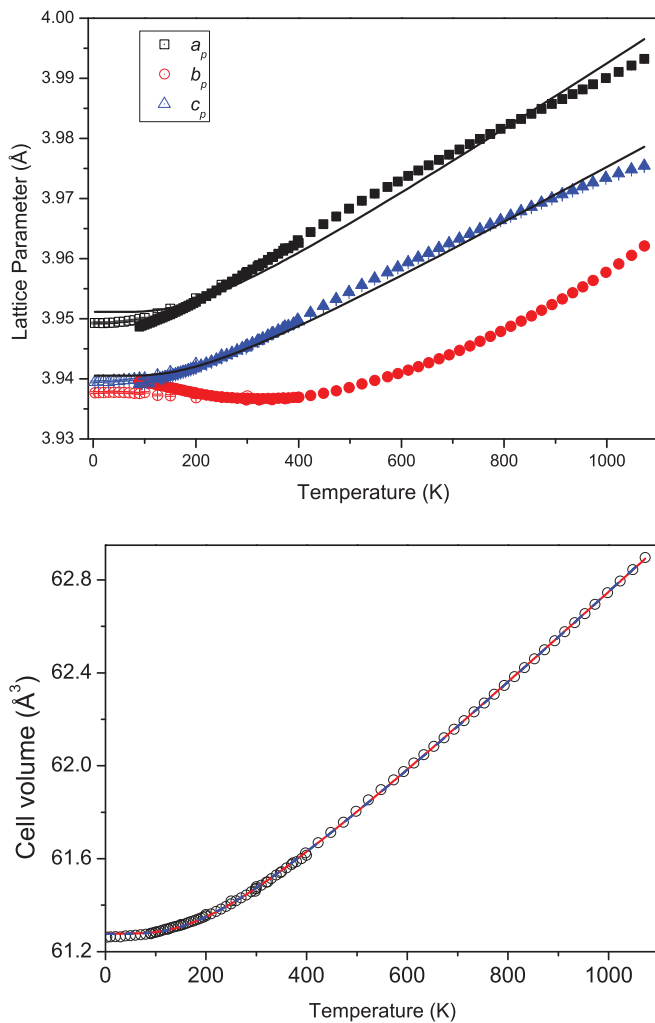 4.00
3.99
3.98
3.97
3.96
3.95
3.94
3.93
Lattice Parameter (Å)
a_p
b_p
c_p
0 200 400 600 800 1000
Temperature (K)
62.8
62.4
62.0
61.6
61.2
Cell volume (Å³)
0 200 400 600 800 1000
Temperature (K)